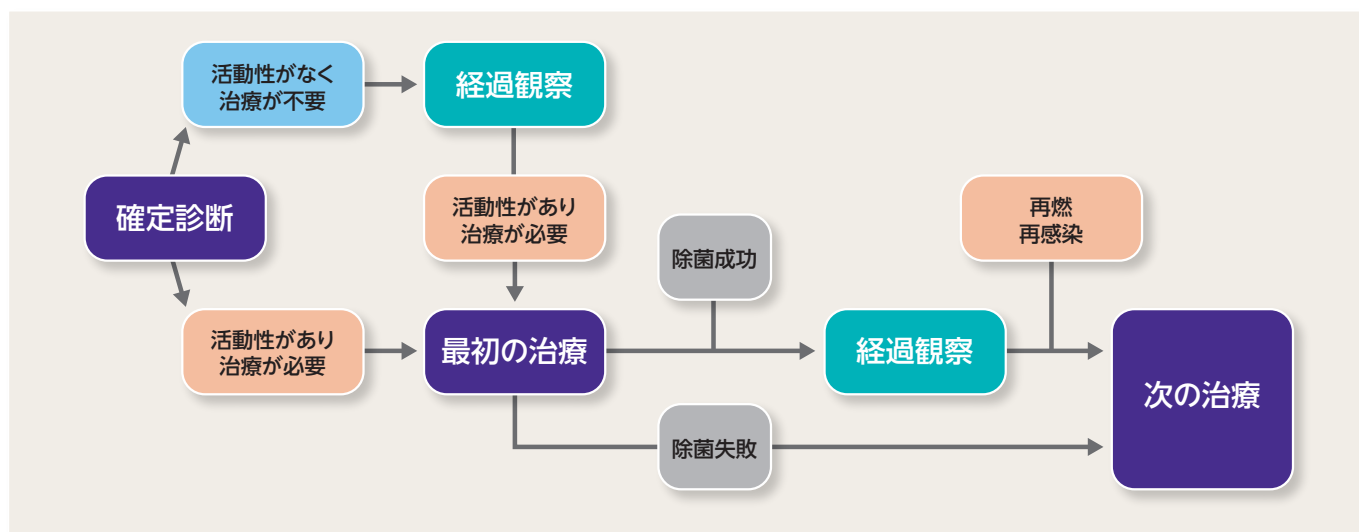 活動性がなく
治療が不要
経過観察
確定診断
活動性があり
治療が必要
活動性があり
治療が必要
最初の治療
除菌成功
除菌失敗
経過観察
再燃
再感染
次の治療